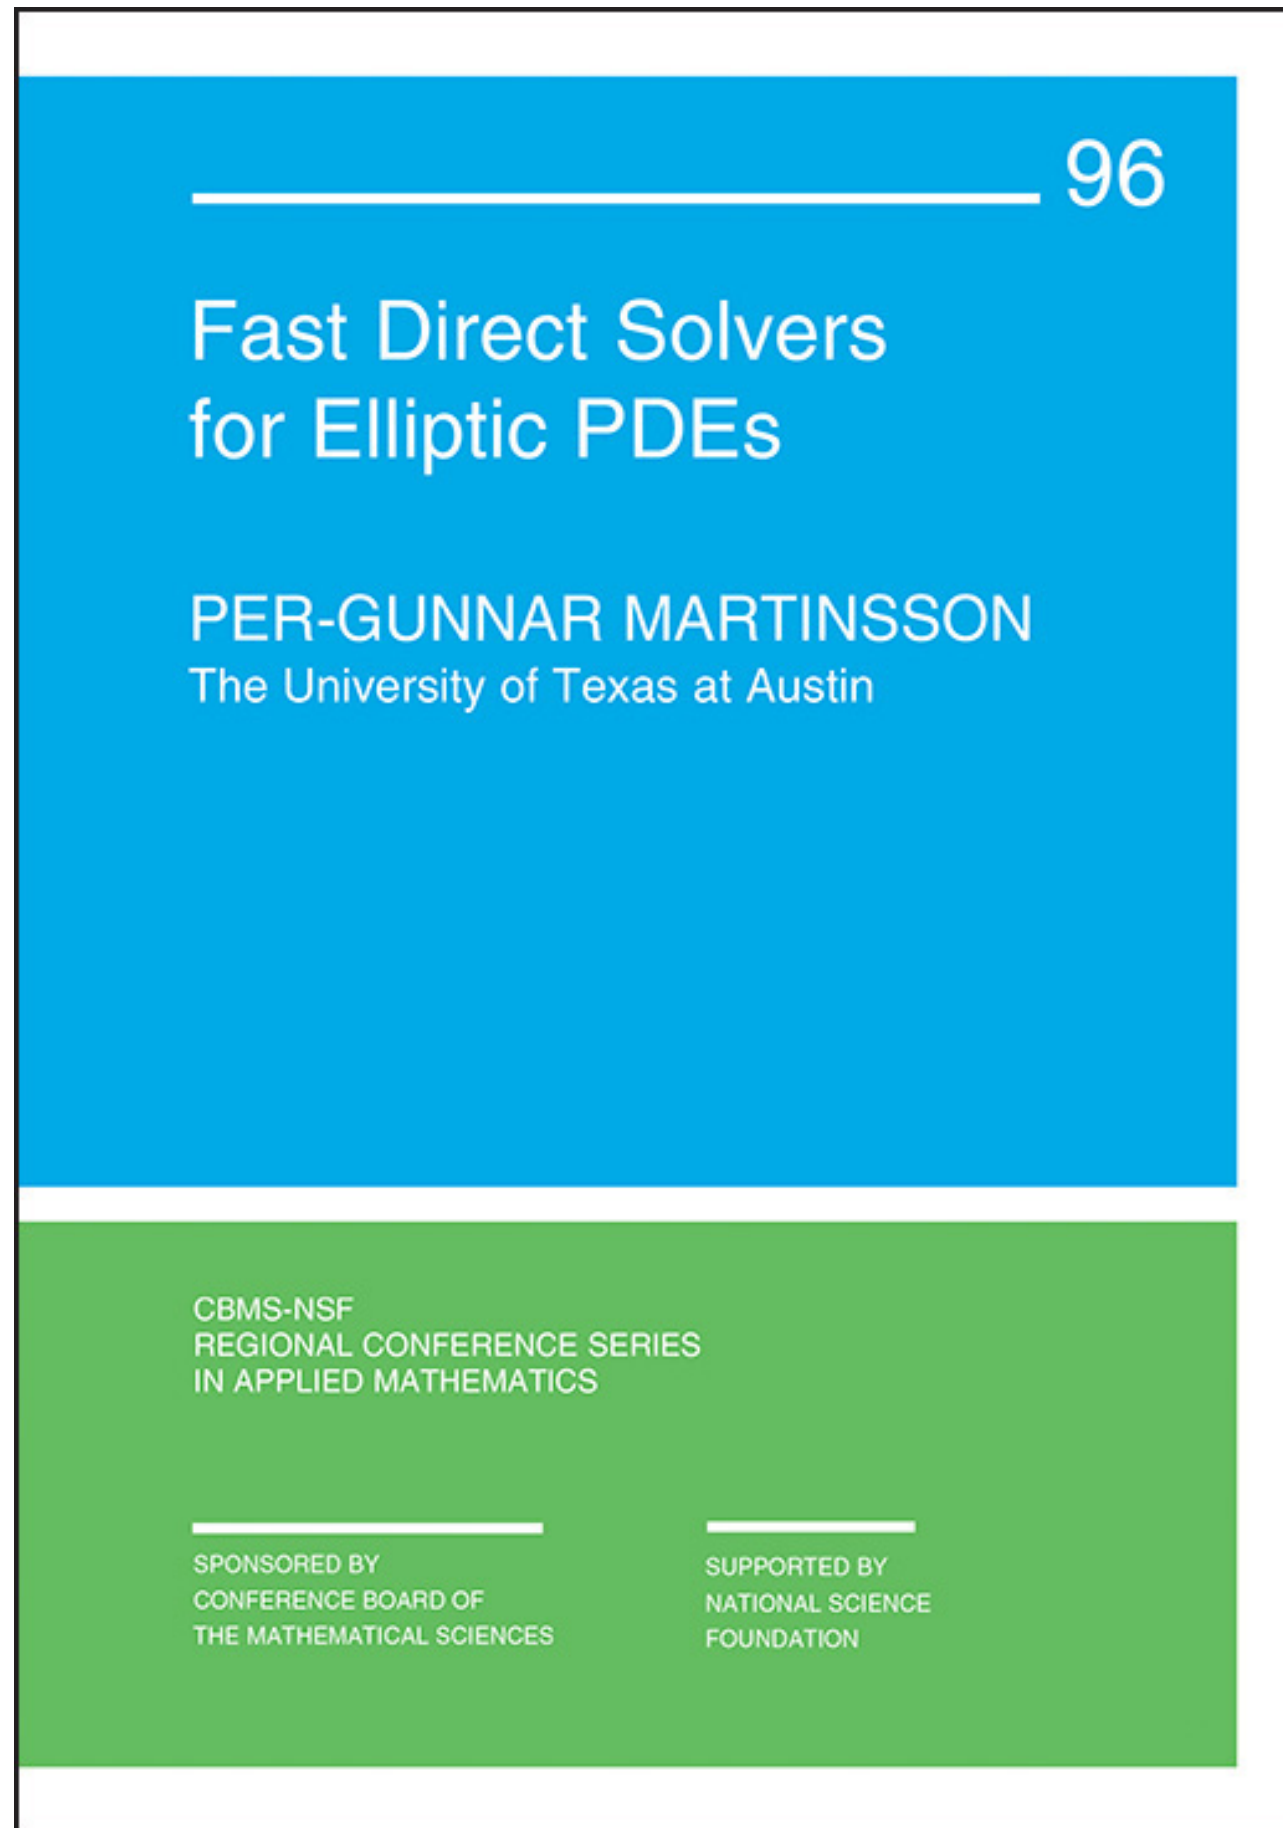 96
Fast Direct Solvers
for Elliptic PDEs
PER-GUNNAR MARTINSSON
The University of Texas at Austin
CBMS-NSF
REGIONAL CONFERENCE SERIES
IN APPLIED MATHEMATICS
SPONSORED BY
CONFERENCE BOARD OF
THE MATHEMATICAL SCIENCES
SUPPORTED BY
NATIONAL SCIENCE
FOUNDATION